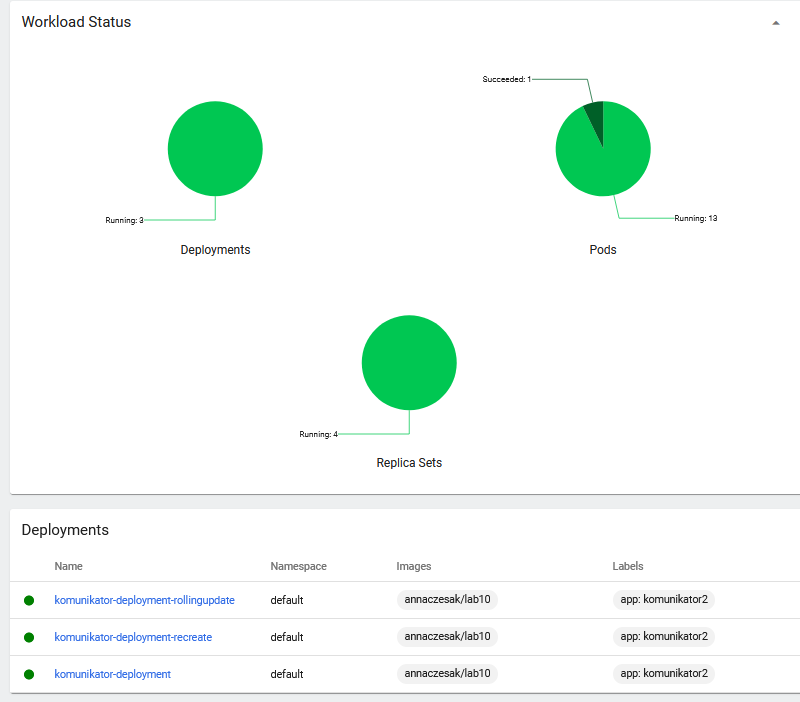 Workload Status
Succeeded: 1
Running: 3
Running: 13
Deployments
Pods
Running: 4
Replica Sets
Deployments
Name Namespace Images Labels
komunikator-deployment-rollingupdate default annaczesak/lab10 app: komunikator2
komunikator-deployment-recreate default annaczesak/lab10 app: komunikator2
komunikator-deployment default annaczesak/lab10 app: komunikator2